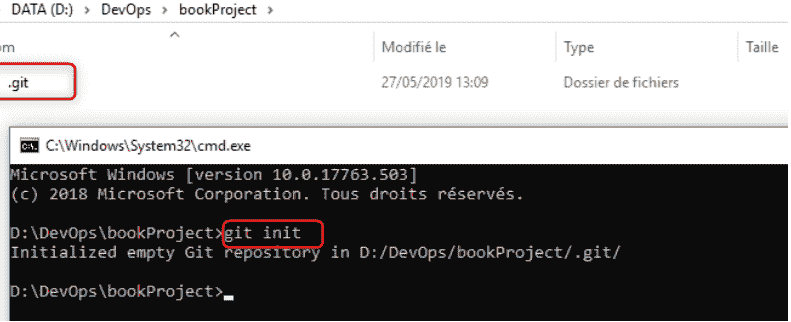 DATA (D:) > DevOps > bookProject >
Modifié le Type Taille
.git 27/05/2019 13:09 Dossier de fichiers
C:\Windows\System32\cmd.exe
Microsoft Windows [version 10.0.17763.503]
(c) 2018 Microsoft Corporation. Tous droits réservés.
D:\DevOps\bookProject>git init
Initialized empty Git repository in D:/DevOps/bookProject/.git/
D:\DevOps\bookProject>